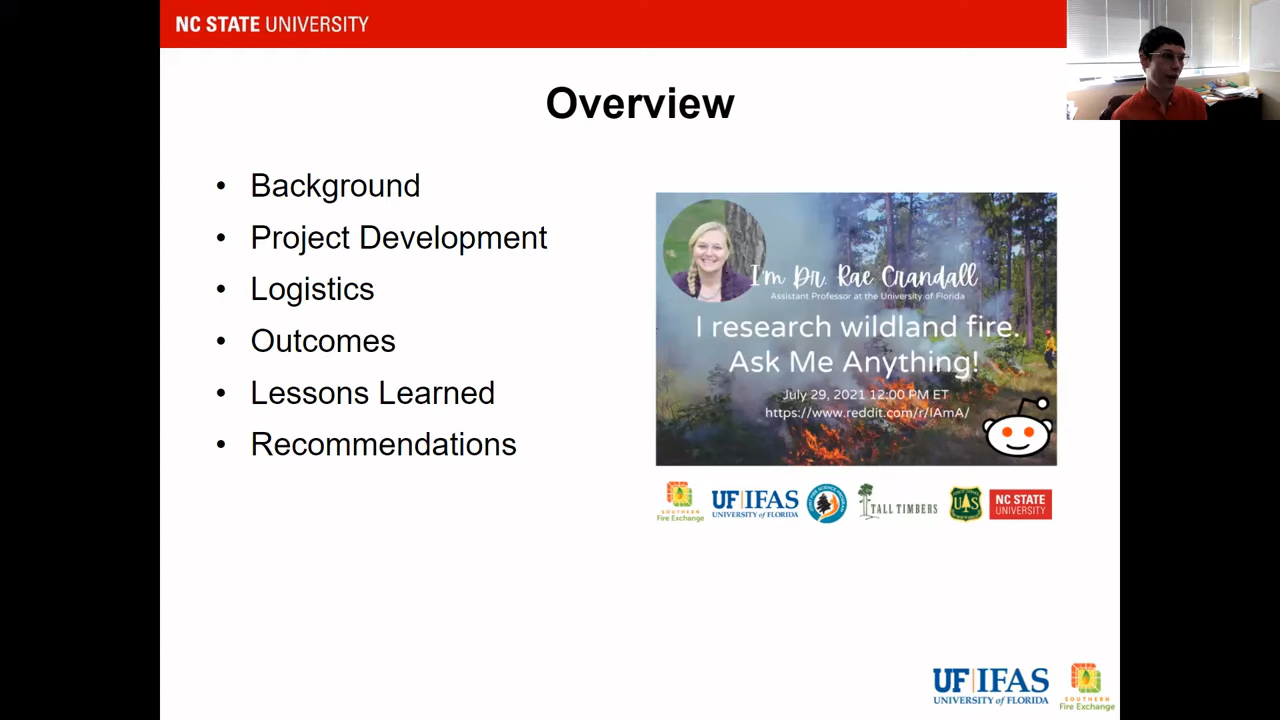 NC STATE UNIVERSITY
Overview
• Background
• Project Development
• Logistics
• Outcomes
• Lessons Learned
• Recommendations
I'm Dr. Rae Crandall
Assistant Professor at the University of Florida
I research wildland fire.
Ask Me Anything!
July 29, 2021 12:00 PM ET
https://www.reddit.com/r/IAmA/
SOUTHERN
Fire Exchange
UF|IFAS
UNIVERSITY of FLORIDA
TALL TIMBERS
UAS
NC STATE
UNIVERSITY
UF|IFAS
UNIVERSITY of FLORIDA
SOUTHERN
Fire Exchange